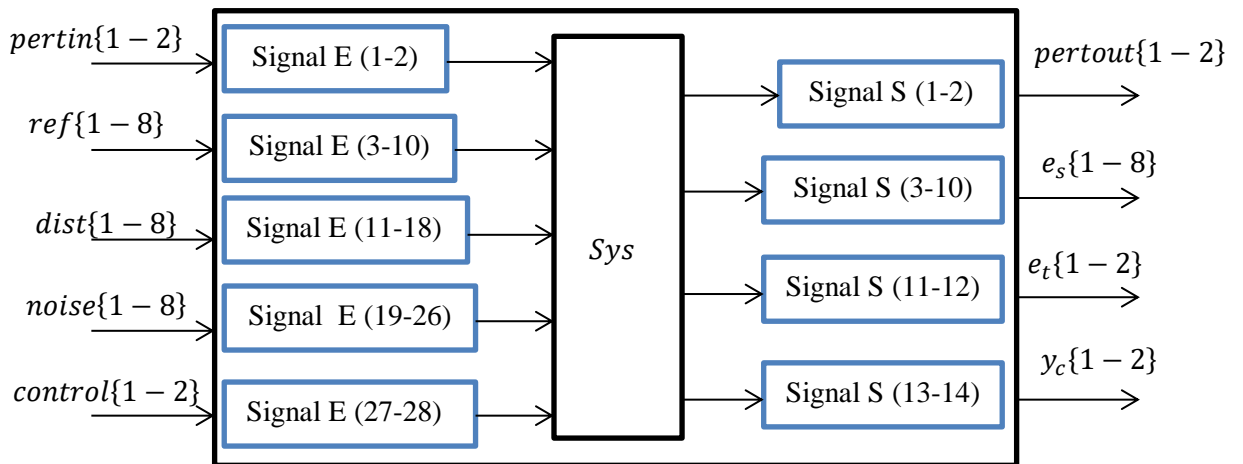 pertin{1 − 2}
Signal E (1-2)
ref{1 − 8}
Signal E (3-10)
dist{1 − 8}
Signal E (11-18)
noise{1 − 8}
Signal E (19-26)
control{1 − 2}
Signal E (27-28)
Sys
Signal S (1-2)
pertout{1 − 2}
Signal S (3-10)
e_s{1 − 8}
Signal S (11-12)
e_t{1 − 2}
Signal S (13-14)
y_c{1 − 2}